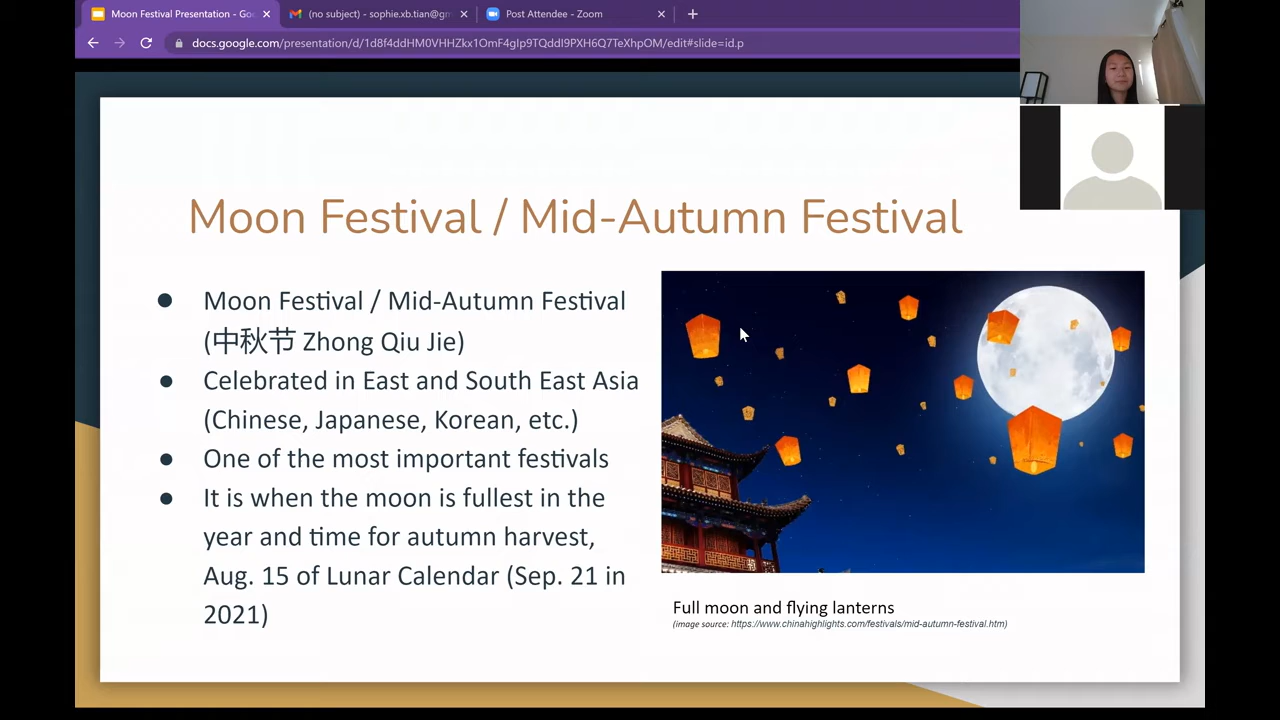 Moon Festival Presentation - Goo
(no subject) - sophie.xb.tian@gm
Post Attendee - Zoom
docs.google.com/presentation/d/1d8f4ddHM0VHHZkx1OmF4gIp9TQddI9PXH6Q7TeXhpOM/edit#slide=id.p
Moon Festival / Mid-Autumn Festival
● Moon Festival / Mid-Autumn Festival
(中秋节 Zhong Qiu Jie)
● Celebrated in East and South East Asia
(Chinese, Japanese, Korean, etc.)
● One of the most important festivals
● It is when the moon is fullest in the
year and time for autumn harvest,
Aug. 15 of Lunar Calendar (Sep. 21 in
2021)
Full moon and flying lanterns
(image source: https://www.chinahighlights.com/festivals/mid-autumn-festival.htm)